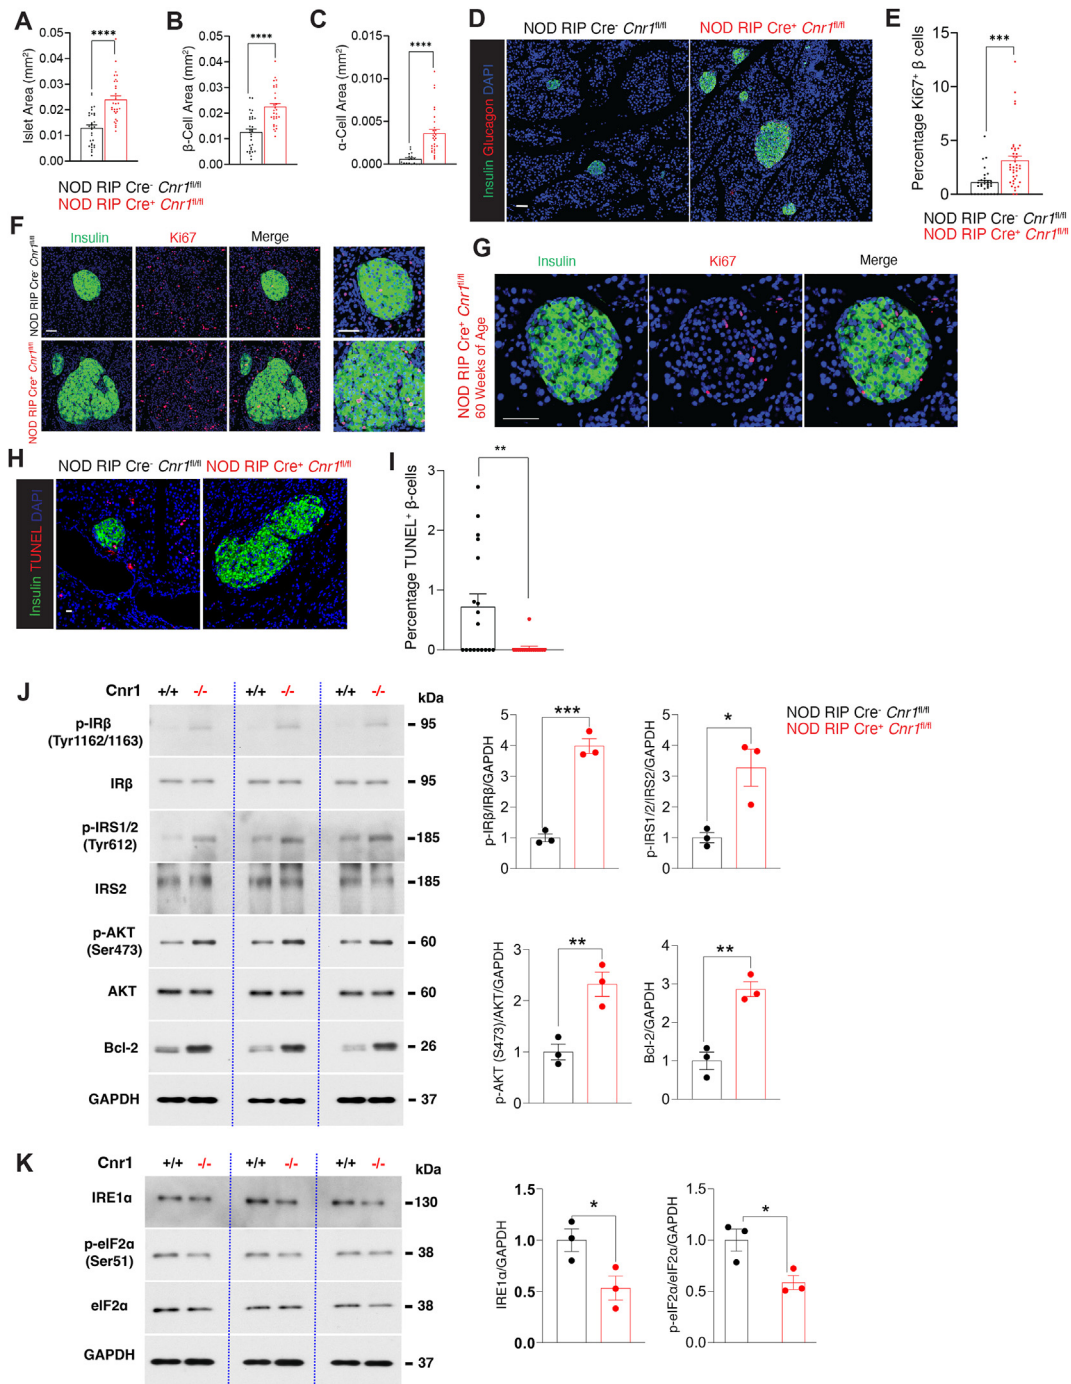 A
B
C
D
E
0.05
0.04
0.03
0.02
0.01
0.00
Islet Area (mm²)
****
0.05
0.04
0.03
0.02
0.01
0.00
β-Cell Area (mm²)
****
0.015
0.010
0.005
0.000
α-Cell Area (mm²)
****
NOD RIP Cre⁻ Cnr1fl/fl
NOD RIP Cre⁺ Cnr1fl/fl
NOD RIP Cre⁻ Cnr1fl/fl
NOD RIP Cre⁺ Cnr1fl/fl
Insulin Glucagon DAPI
15
10
5
0
Percentage Ki67⁺ β cells
***
NOD RIP Cre⁻ Cnr1fl/fl
NOD RIP Cre⁺ Cnr1fl/fl
F
Insulin
Ki67
Merge
NOD RIP Cre⁻ Cnr1fl/fl
NOD RIP Cre⁺ Cnr1fl/fl
G
Insulin
Ki67
Merge
NOD RIP Cre⁺ Cnr1fl/fl
60 Weeks of Age
H
NOD RIP Cre⁻ Cnr1fl/fl
NOD RIP Cre⁺ Cnr1fl/fl
Insulin TUNEL DAPI
I
3
2
1
0
Percentage TUNEL⁺ β-cells
**
J
Cnr1
+/+ -/- +/+ -/- +/+ -/-
kDa
p-IRβ
(Tyr1162/1163)
95
IRβ
95
p-IRS1/2
(Tyr612)
185
IRS2
185
p-AKT
(Ser473)
60
AKT
60
Bcl-2
26
GAPDH
37
5
4
3
2
1
0
p-IRβ/IRβ/GAPDH
***
5
4
3
2
1
0
p-IRS1/2/IRS2/GAPDH
*
NOD RIP Cre⁻ Cnr1fl/fl
NOD RIP Cre⁺ Cnr1fl/fl
3
2
1
0
p-AKT (S473)/AKT/GAPDH
**
4
3
2
1
0
Bcl-2/GAPDH
**
K
Cnr1
+/+ -/- +/+ -/- +/+ -/-
kDa
IRE1α
130
p-eIF2α
(Ser51)
38
eIF2α
38
GAPDH
37
1.5
1.0
0.5
0.0
IRE1α/GAPDH
*
1.5
1.0
0.5
0.0
p-eIF2α/eIF2α/GAPDH
*